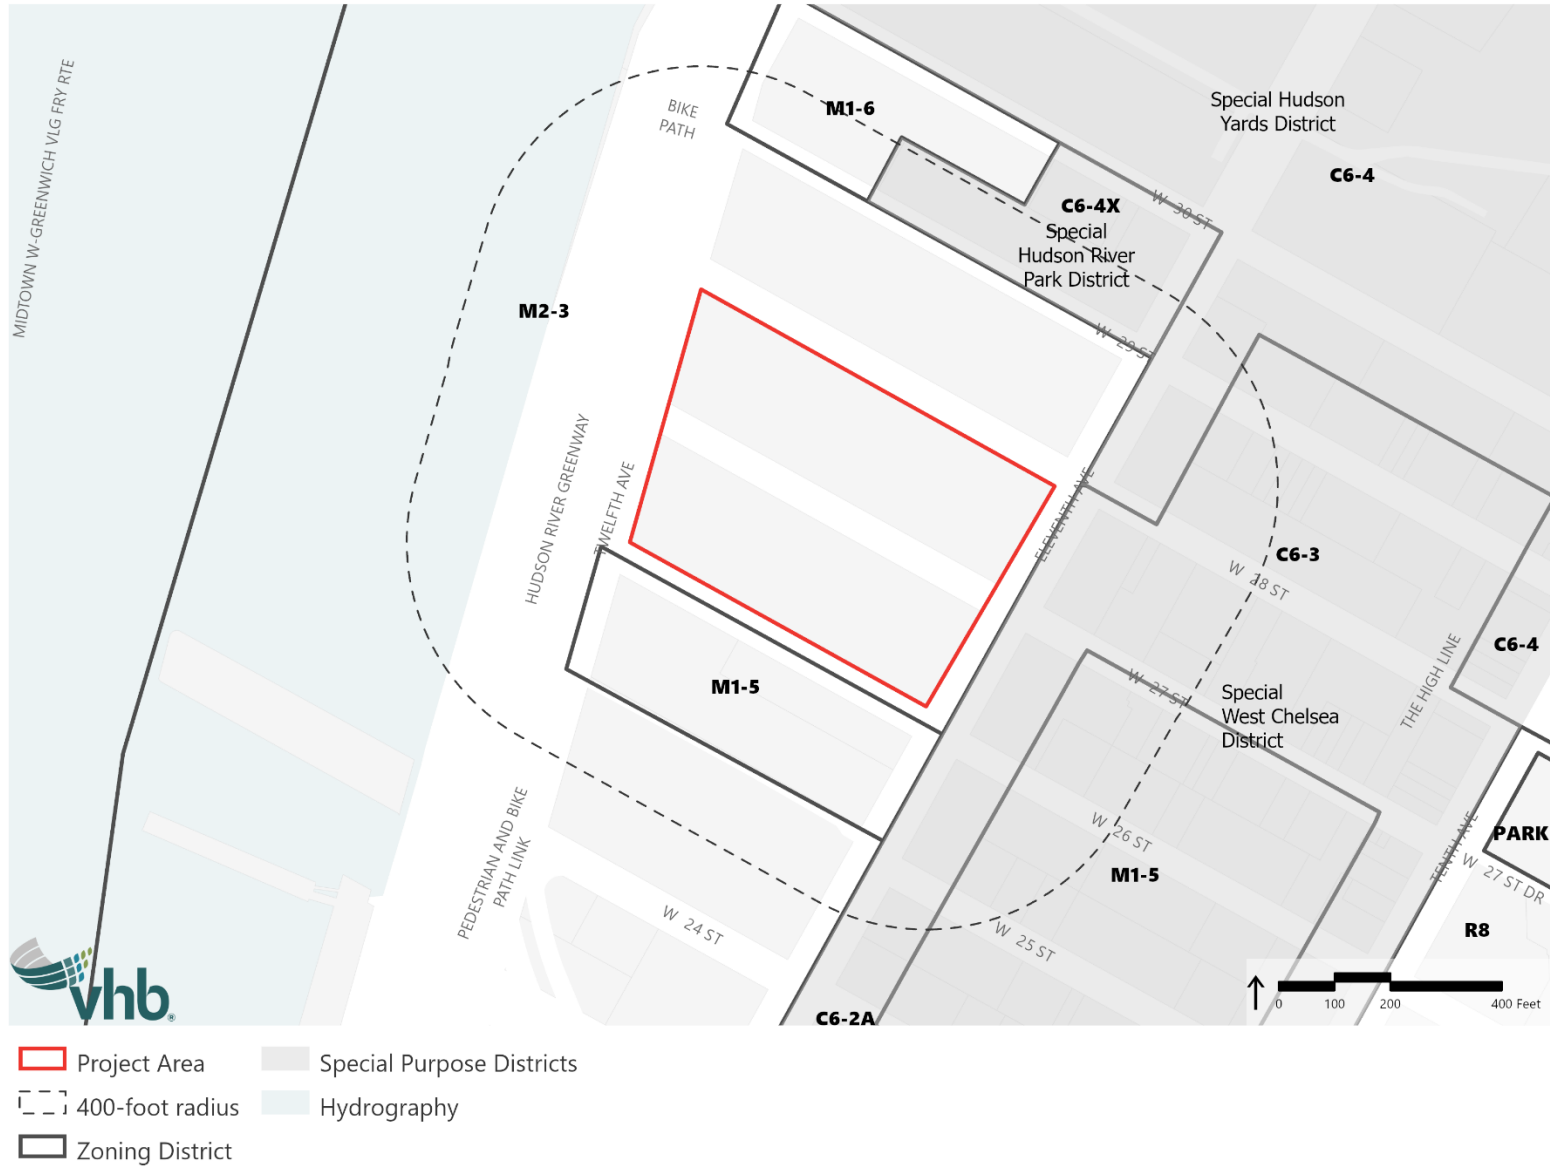 MIDTOWN W-GREENWICH VLG FRY RTE
BIKE
PATH
M1-6
Special Hudson
Yards District
C6-4
W 30 ST
C6-4X
Special
Hudson River
Park District
M2-3
W 29 ST
HUDSON RIVER GREENWAY
TWELFTH AVE
ELEVENTH AVE
C6-3
W 28 ST
C6-4
THE HIGH LINE
M1-5
W 27 ST
Special
West Chelsea
District
PEDESTRIAN AND BIKE
PATH LINK
W 26 ST
TENTH AVE
PARK
W 27 ST DR
M1-5
W 24 ST
W 25 ST
R8
C6-2A
vhb®
0 100 200 400 Feet
Project Area
Special Purpose Districts
400-foot radius
Hydrography
Zoning District